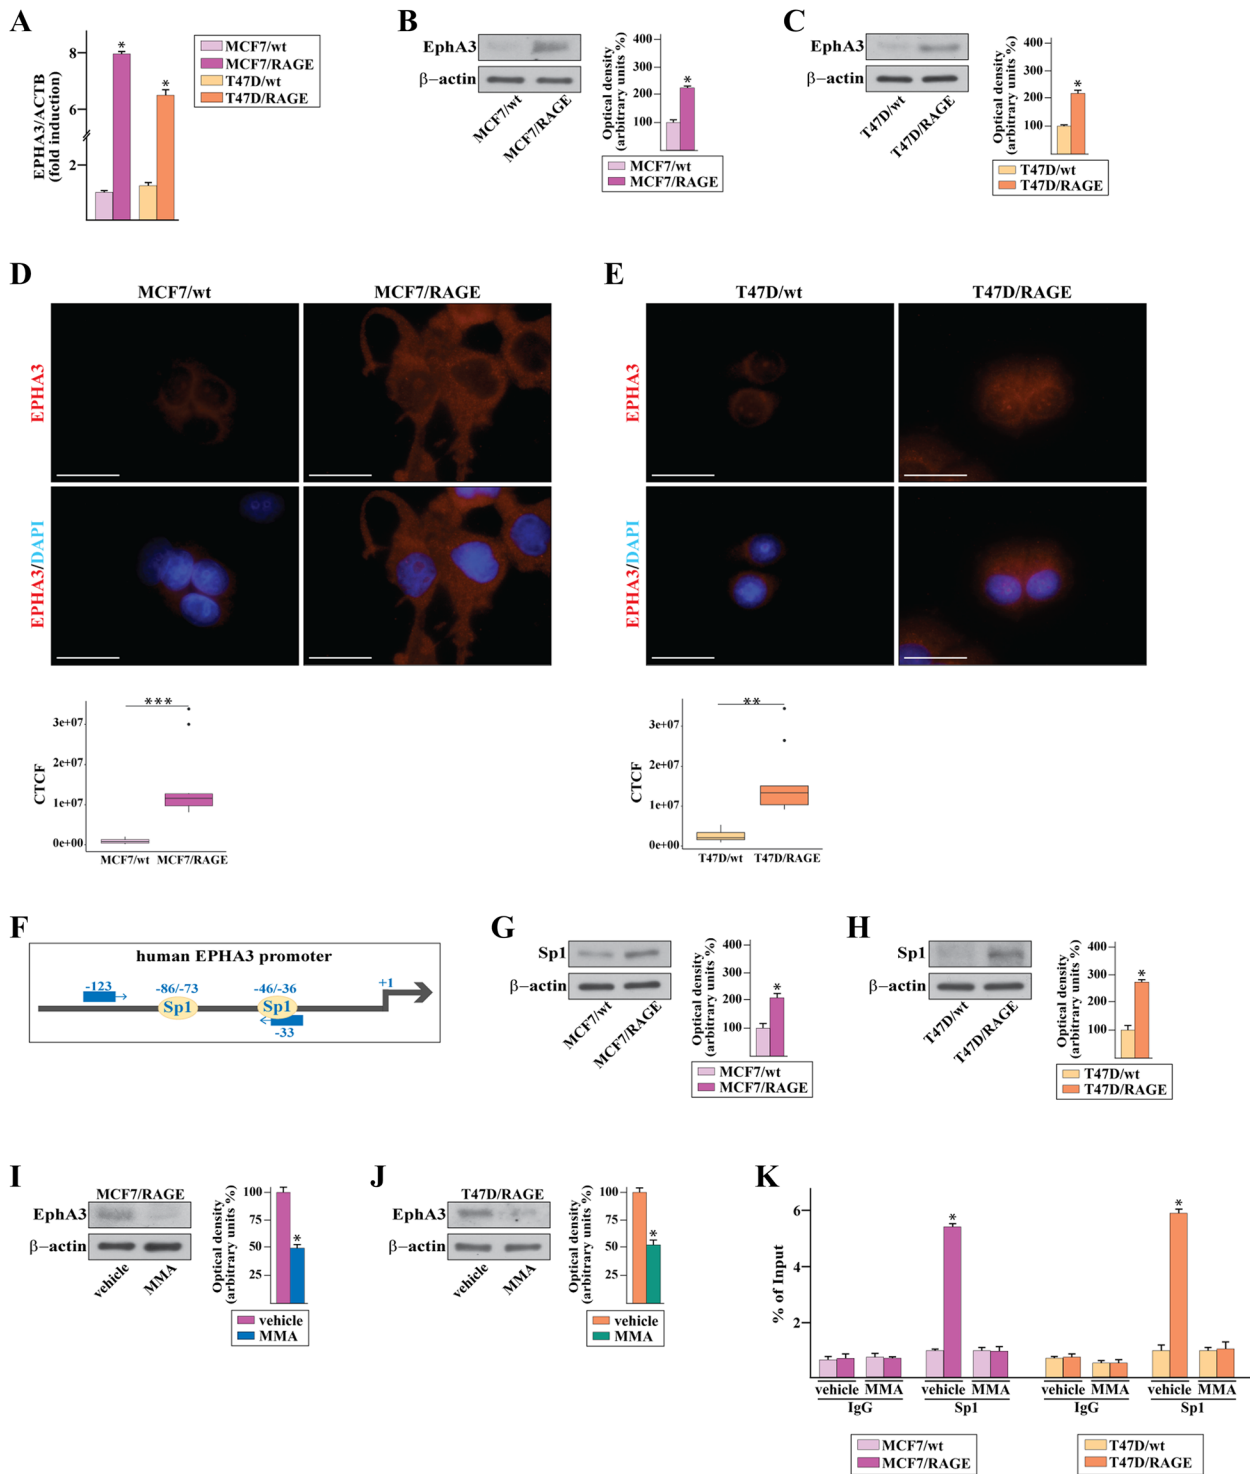 A
EPHA3/ACTB
(fold induction)
8
6
2
*
*
MCF7/wt
MCF7/RAGE
T47D/wt
T47D/RAGE
B
EphA3
β-actin
MCF7/wt
MCF7/RAGE
Optical density
(arbitrary units %)
400
300
200
100
*
MCF7/wt
MCF7/RAGE
C
EphA3
β-actin
T47D/wt
T47D/RAGE
Optical density
(arbitrary units %)
400
300
200
100
*
T47D/wt
T47D/RAGE
D
MCF7/wt
MCF7/RAGE
EPHA3
EPHA3/DAPI
CTCF
3e+07
2e+07
1e+07
0e+00
***
MCF7/wt
MCF7/RAGE
E
T47D/wt
T47D/RAGE
EPHA3
EPHA3/DAPI
CTCF
3e+07
2e+07
1e+07
0e+00
**
T47D/wt
T47D/RAGE
F
human EPHA3 promoter
-123
-86/-73
-46/-36
+1
Sp1
Sp1
-33
G
Sp1
β-actin
MCF7/wt
MCF7/RAGE
Optical density
(arbitrary units %)
400
300
200
100
*
MCF7/wt
MCF7/RAGE
H
Sp1
β-actin
T47D/wt
T47D/RAGE
Optical density
(arbitrary units %)
400
300
200
100
*
T47D/wt
T47D/RAGE
I
MCF7/RAGE
EphA3
β-actin
vehicle
MMA
Optical density
(arbitrary units %)
100
75
50
25
*
vehicle
MMA
J
T47D/RAGE
EphA3
β-actin
vehicle
MMA
Optical density
(arbitrary units %)
100
75
50
25
*
vehicle
MMA
K
% of Input
6
4
2
*
*
vehicle MMA vehicle MMA vehicle MMA vehicle MMA
IgG Sp1 IgG Sp1
MCF7/wt
MCF7/RAGE
T47D/wt
T47D/RAGE